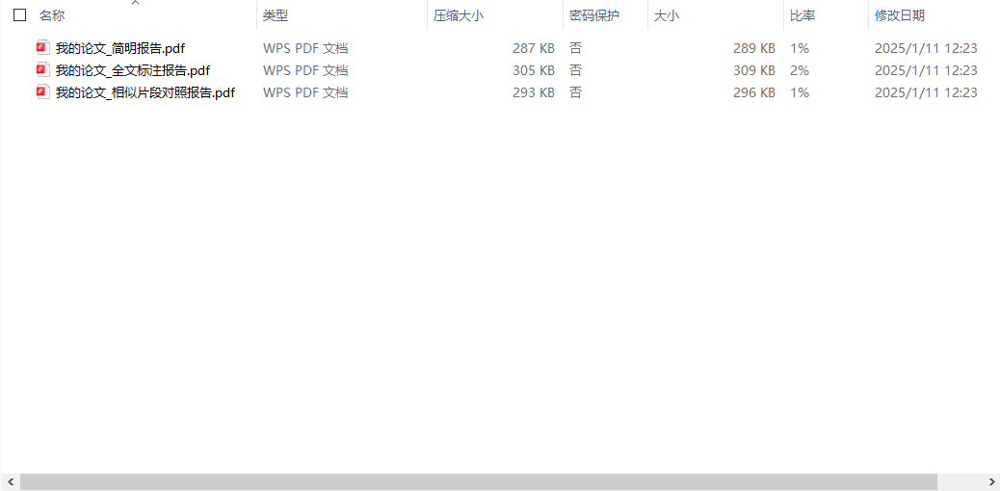 名称 类型 压缩大小 密码保护 大小 比率 修改日期
我的论文_简明报告.pdf WPS PDF 文档 287 KB 否 289 KB 1% 2025/1/11 12:23
我的论文_全文标注报告.pdf WPS PDF 文档 305 KB 否 309 KB 2% 2025/1/11 12:23
我的论文_相似片段对照报告.pdf WPS PDF 文档 293 KB 否 296 KB 1% 2025/1/11 12:23